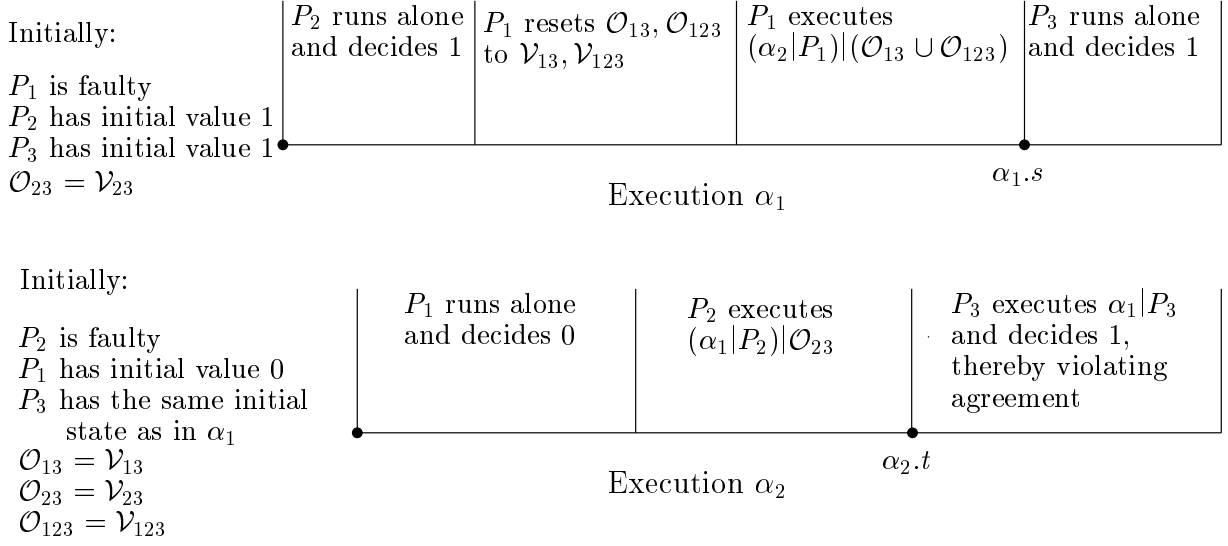 Initially:
P₁ is faulty
P₂ has initial value 1
P₃ has initial value 1
𝒪₂₃ = 𝒱₂₃
P₂ runs alone
and decides 1
P₁ resets 𝒪₁₃, 𝒪₁₂₃
to 𝒱₁₃, 𝒱₁₂₃
P₁ executes
(α₂|P₁)|(𝒪₁₃ ∪ 𝒪₁₂₃)
P₃ runs alone
and decides 1
α₁.s
Execution α₁
Initially:
P₂ is faulty
P₁ has initial value 0
P₃ has the same initial
state as in α₁
𝒪₁₃ = 𝒱₁₃
𝒪₂₃ = 𝒱₂₃
𝒪₁₂₃ = 𝒱₁₂₃
P₁ runs alone
and decides 0
P₂ executes
(α₁|P₂)|𝒪₂₃
P₃ executes α₁|P₃
and decides 1,
thereby violating
agreement
α₂.t
Execution α₂